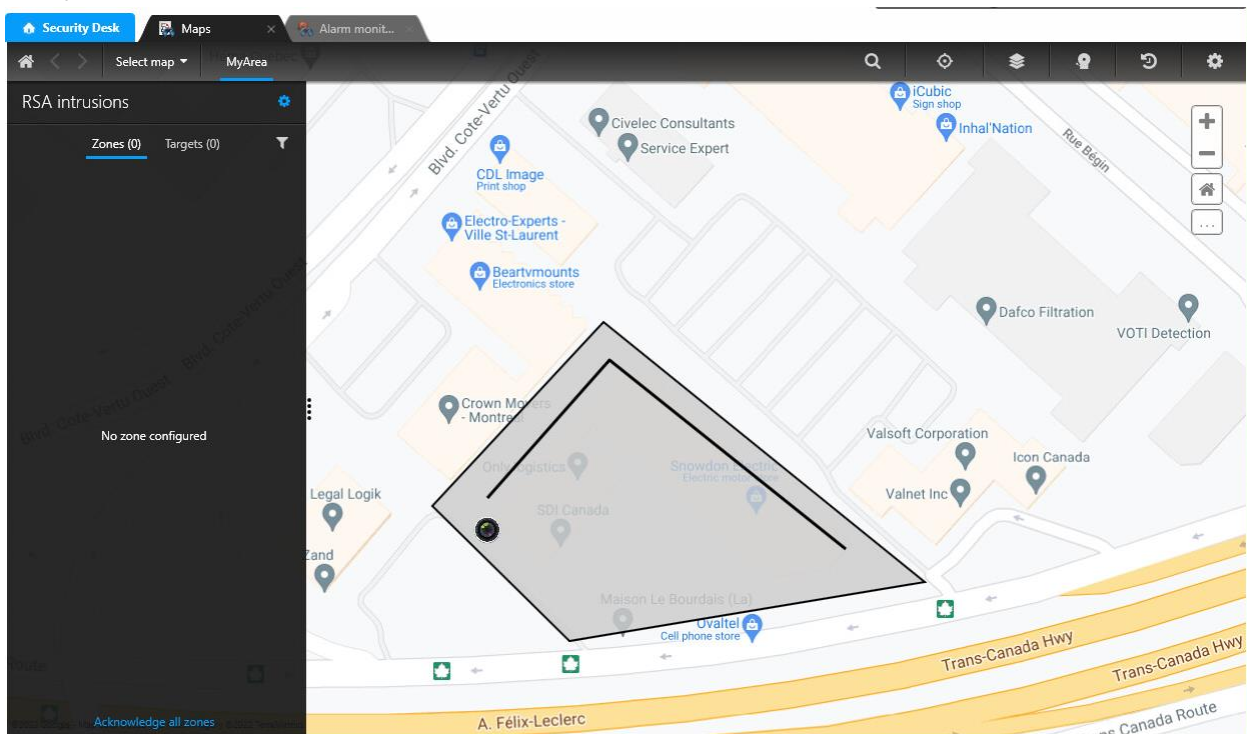 Security Desk
Maps
Alarm monit...
Select map
MyArea
RSA intrusions
Zones (0)
Targets (0)
No zone configured
Acknowledge all zones
Blvd. Cote-Vertu Ouest
Civelec Consultants
Service Expert
iCubic
Sign shop
Inhal'Nation
Rue Bégin
CDL Image
Print shop
Electro-Experts -
Ville St-Laurent
Beartvmounts
Electronics store
Dafco Filtration
VOTI Detection
Crown Movers
- Montreal
Only Logistics
Snowdon Electric
Electric motor store
Valsoft Corporation
Icon Canada
Legal Logik
Valnet Inc
SDI Canada
Zand
Maison Le Bourdais (La)
Ovaltel
Cell phone store
Trans-Canada Hwy
Trans-Canada Hwy
A. Félix-Leclerc
Canada Route
...